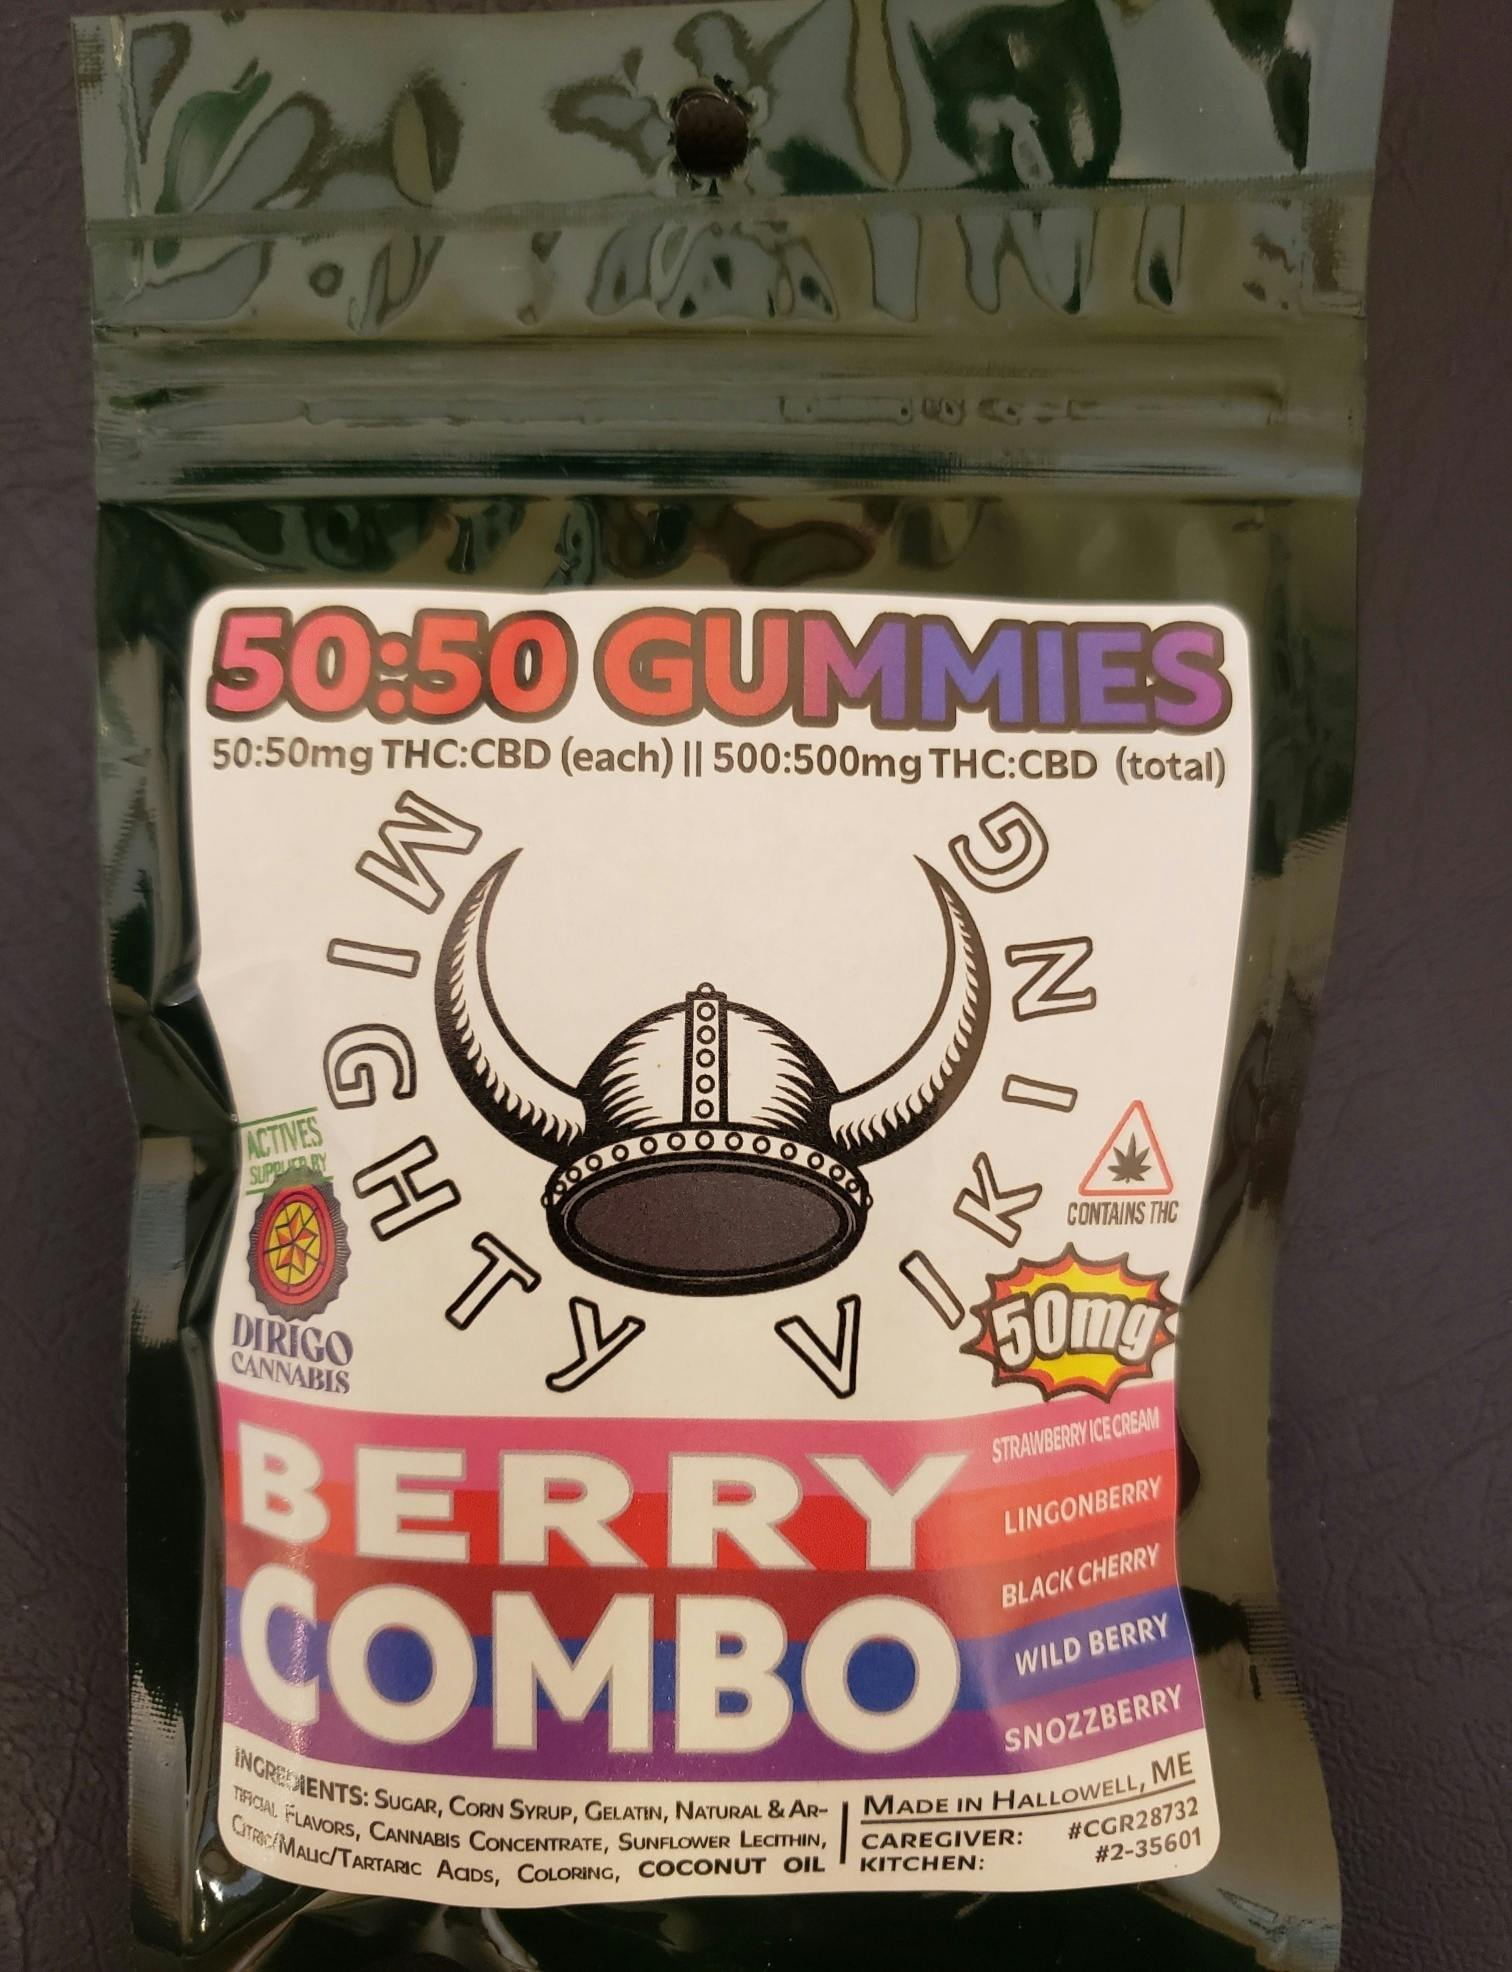 50:50 GUMMIES
50:50mg THC:CBD (each) || 500:500mg THC:CBD (total)
MIGHTY VIKING
ACTIVES
SUPPLIED BY
DIRIGO
CANNABIS
CONTAINS THC
50mg
BERRY
COMBO
STRAWBERRY ICE CREAM
LINGONBERRY
BLACK CHERRY
WILD BERRY
SNOZZBERRY
INGREDIENTS: SUGAR, CORN SYRUP, GELATIN, NATURAL & AR-
TIFICIAL FLAVORS, CANNABIS CONCENTRATE, SUNFLOWER LECITHIN,
CITRIC/MALIC/TARTARIC ACIDS, COLORING, COCONUT OIL
MADE IN HALLOWELL, ME
CAREGIVER: #CGR28732
KITCHEN: #2-35601